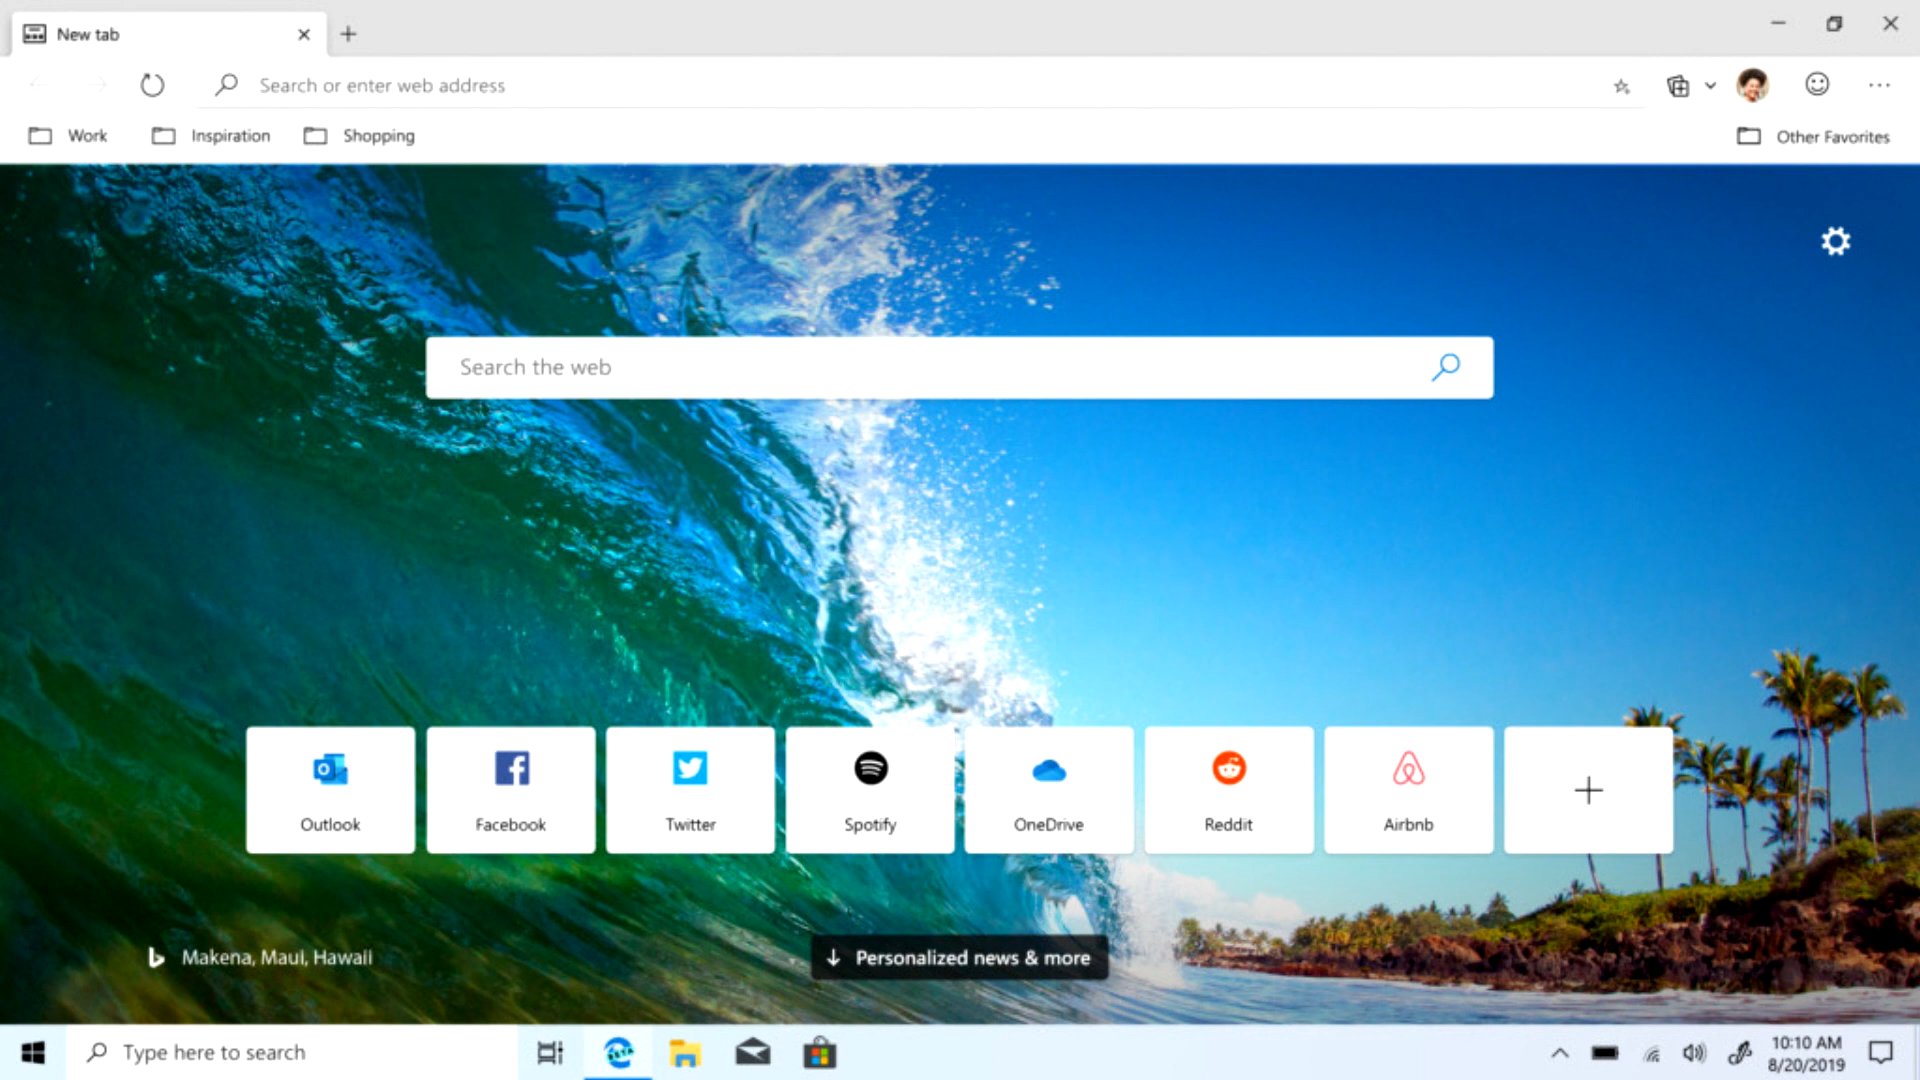 New tab
Search or enter web address
Work
Inspiration
Shopping
Other Favorites
Search the web
Outlook
Facebook
Twitter
Spotify
OneDrive
Reddit
Airbnb
Makena, Maui, Hawaii
Personalized news & more
Type here to search
BETA
10:10 AM
8/20/2019